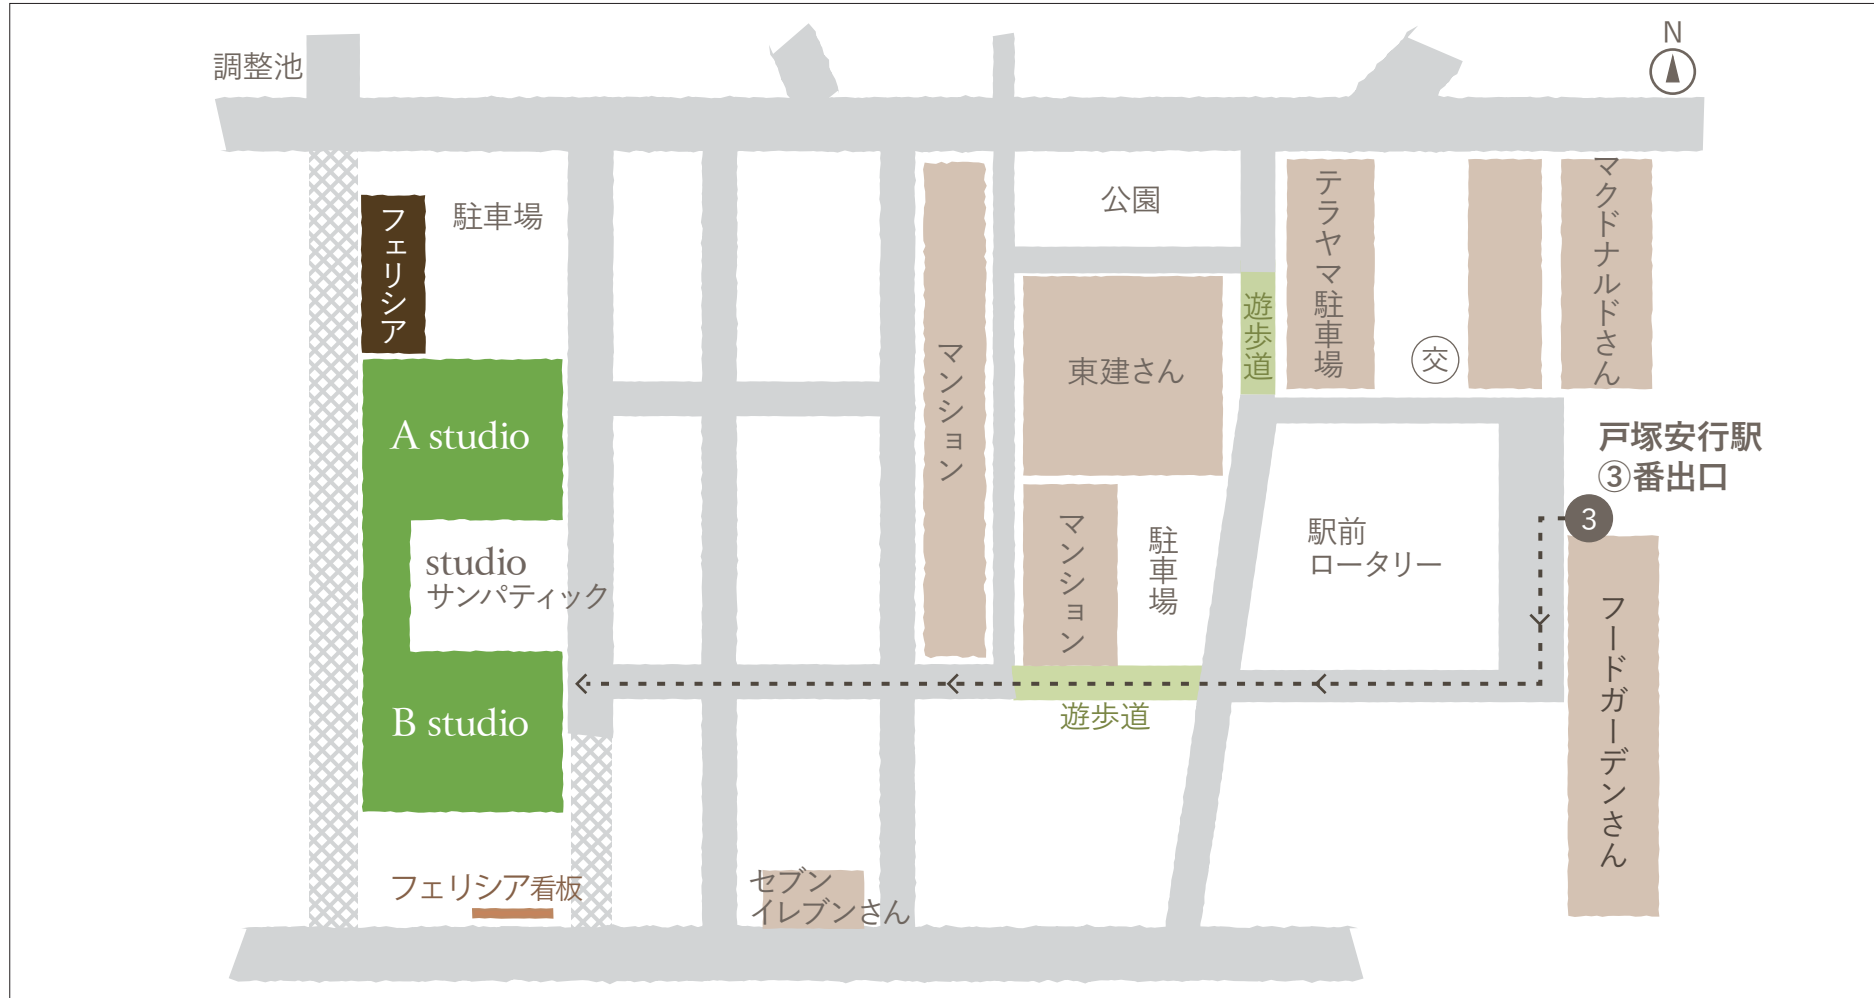 調整池
N
フェリシア
駐車場
公園
テラヤマ駐車場
マクドナルドさん
遊歩道
交
マンション
東建さん
A studio
戸塚安行駅
③番出口
3
マンション
駐車場
駅前
ロータリー
studio
サンパティック
フードガーデンさん
B studio
遊歩道
フェリシア看板
セブン
イレブンさん